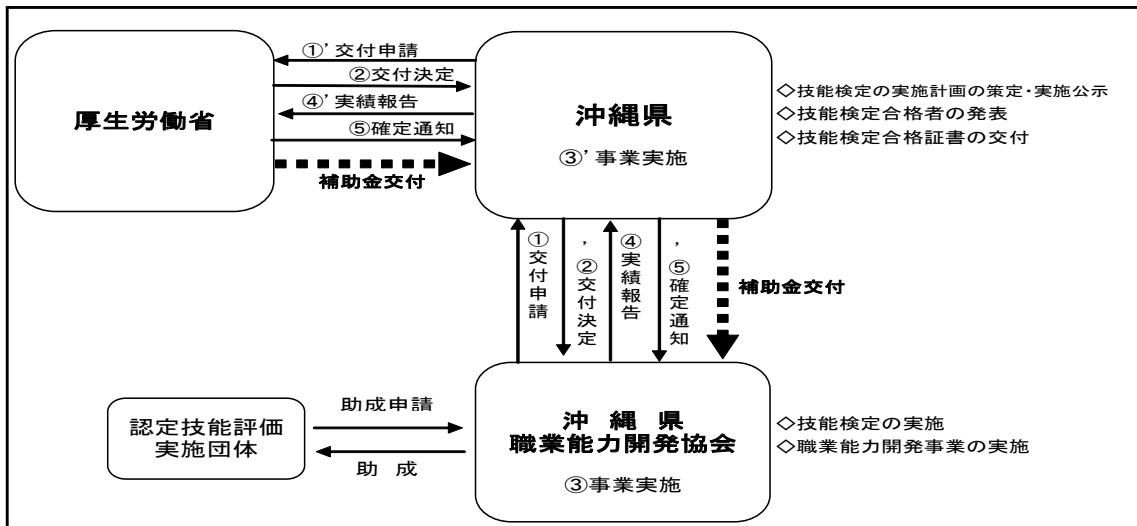 ①’交付申請
②交付決定
④’実績報告
⑤確定通知
補助金交付
厚生労働省
沖縄県
③’事業実施
◇技能検定の実施計画の策定・実施公示
◇技能検定合格者の発表
◇技能検定合格証書の交付
①交付申請
’②交付決定
④実績報告
’⑤確定通知
補助金交付
認定技能評価
実施団体
助成申請
助 成
沖 縄 県
職業能力開発協会
③事業実施
◇技能検定の実施
◇職業能力開発事業の実施